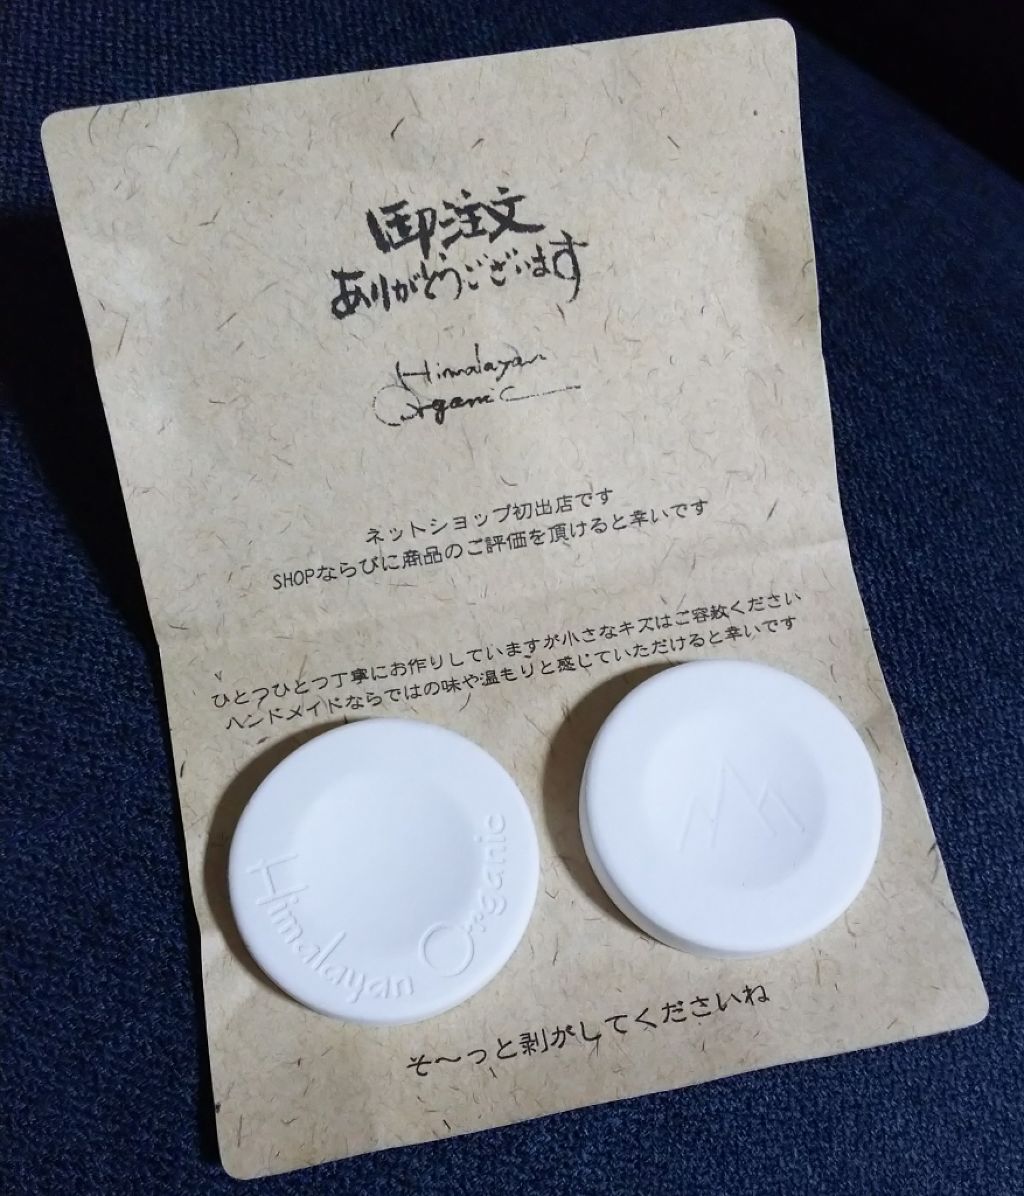 御注文
ありがとうございます
Himalayan
Organic
ネットショップ初出店です
SHOPならびに商品のご評価を頂けると幸いです
ひとつひとつ丁寧にお作りしていますが小さなキズはご容赦ください
ハンドメイドならではの味や温もりと感じていただけると幸いです
Himalayan Organic
そ～っと剥がしてくださいね